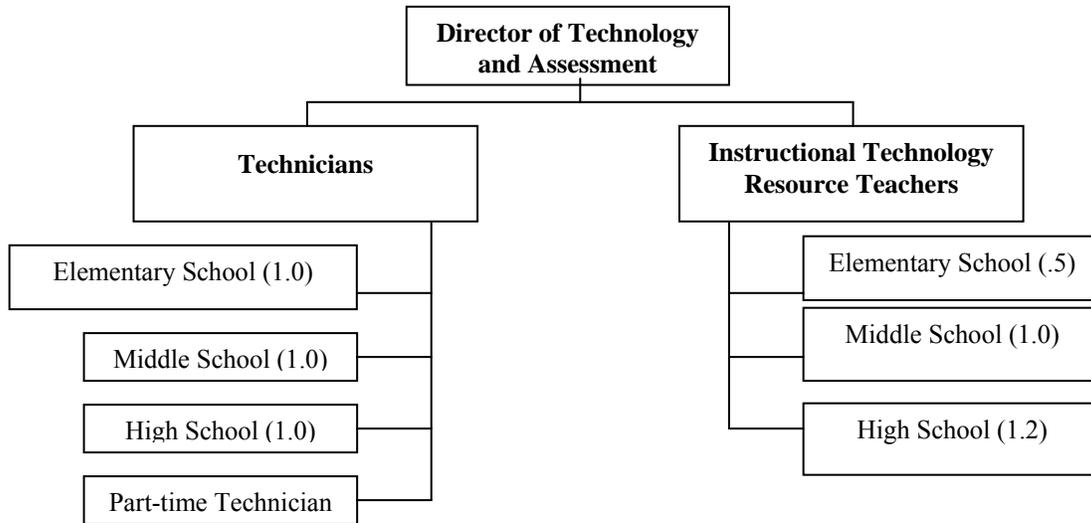 Director of Technology
and Assessment
Technicians
Elementary School (1.0)
Middle School (1.0)
High School (1.0)
Part-time Technician
Instructional Technology
Resource Teachers
Elementary School (.5)
Middle School (1.0)
High School (1.2)